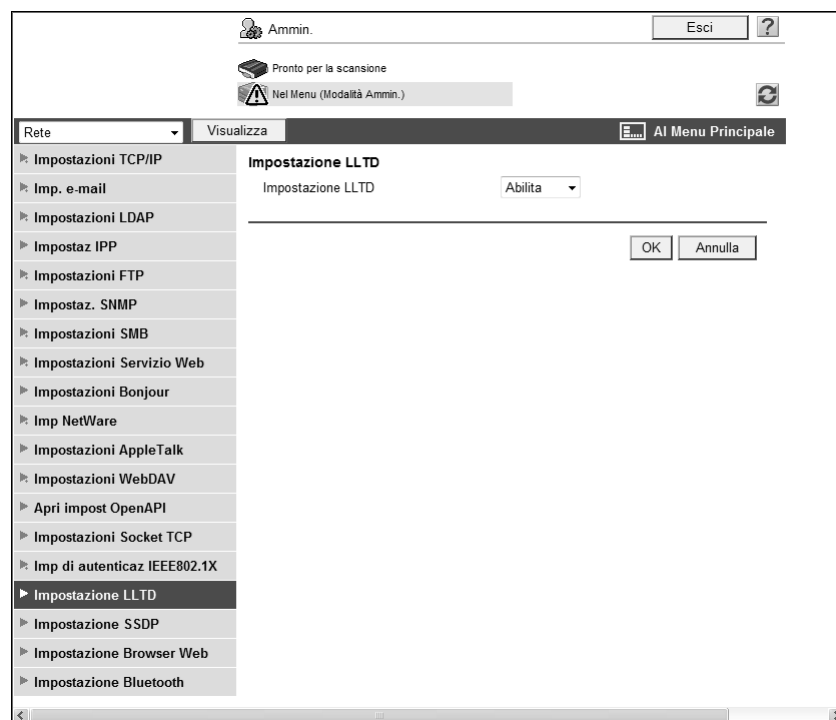 Ammin.
Esci
?
Pronto per la scansione
Nel Menu (Modalità Ammin.)
Rete
Visualizza
Al Menu Principale
Impostazioni TCP/IP
Imp. e-mail
Impostazioni LDAP
Impostaz IPP
Impostazioni FTP
Impostaz. SNMP
Impostazioni SMB
Impostazioni Servizio Web
Impostazioni Bonjour
Imp NetWare
Impostazioni AppleTalk
Impostazioni WebDAV
Apri impost OpenAPI
Impostazioni Socket TCP
Imp di autenticaz IEEE802.1X
Impostazione LLTD
Impostazione SSDP
Impostazione Browser Web
Impostazione Bluetooth
Impostazione LLTD
Impostazione LLTD
Abilita
OK
Annulla